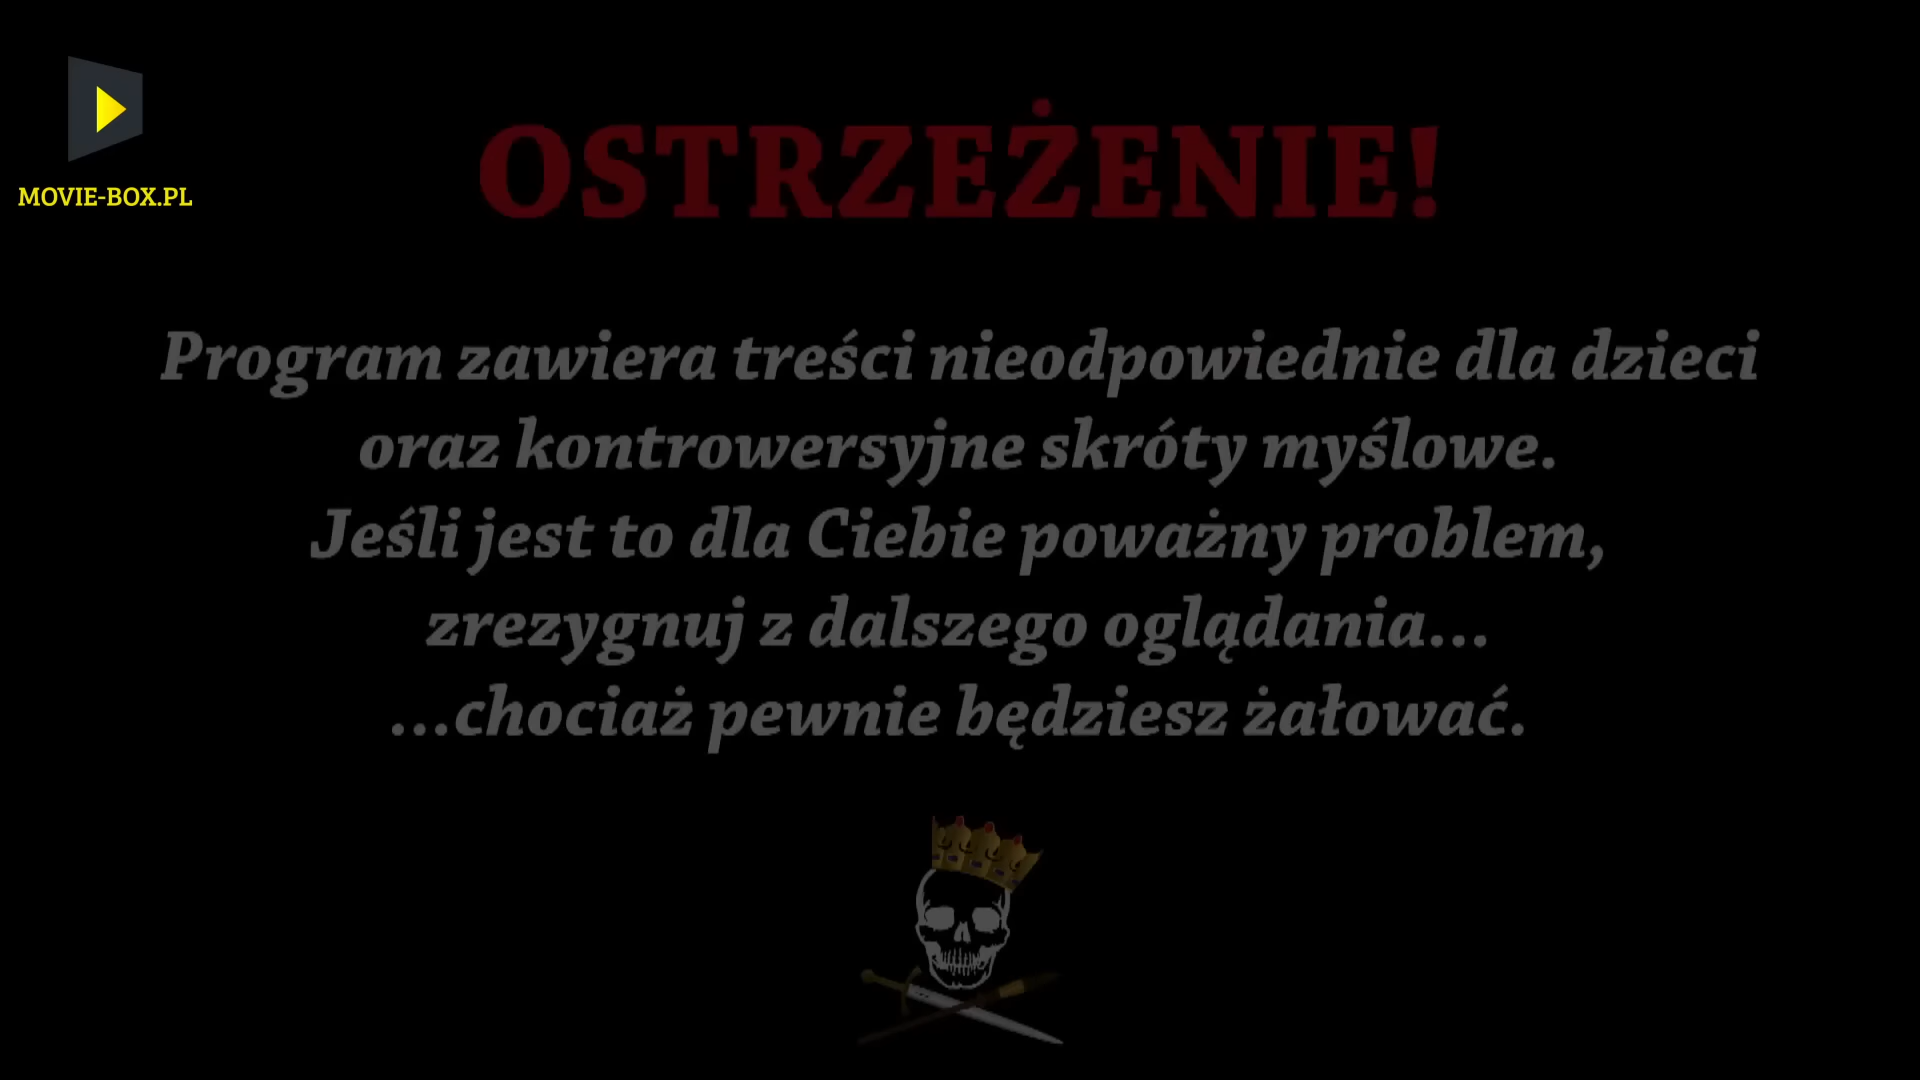 MOVIE-BOX.PL
OSTRZEŻENIE!
Program zawiera treści nieodpowiednie dla dzieci
oraz kontrowersyjne skróty myślowe.
Jeśli jest to dla Ciebie poważny problem,
zrezygnuj z dalszego oglądania...
...chociaż pewnie będziesz żałować.